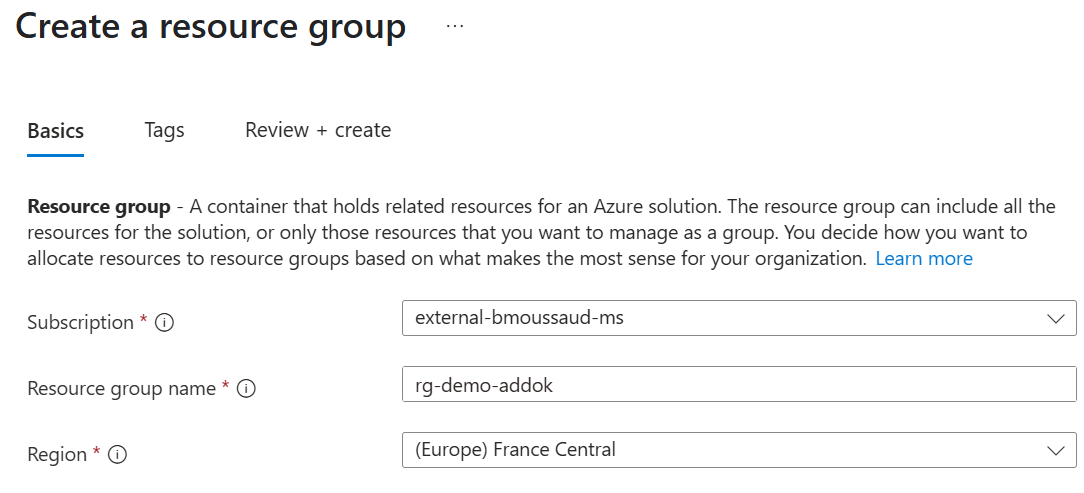 Create a resource group ...
Basics Tags Review + create
Resource group - A container that holds related resources for an Azure solution. The resource group can include all the
resources for the solution, or only those resources that you want to manage as a group. You decide how you want to
allocate resources to resource groups based on what makes the most sense for your organization. Learn more
Subscription * external-bmoussaud-ms
Resource group name * rg-demo-addok
Region * (Europe) France Central